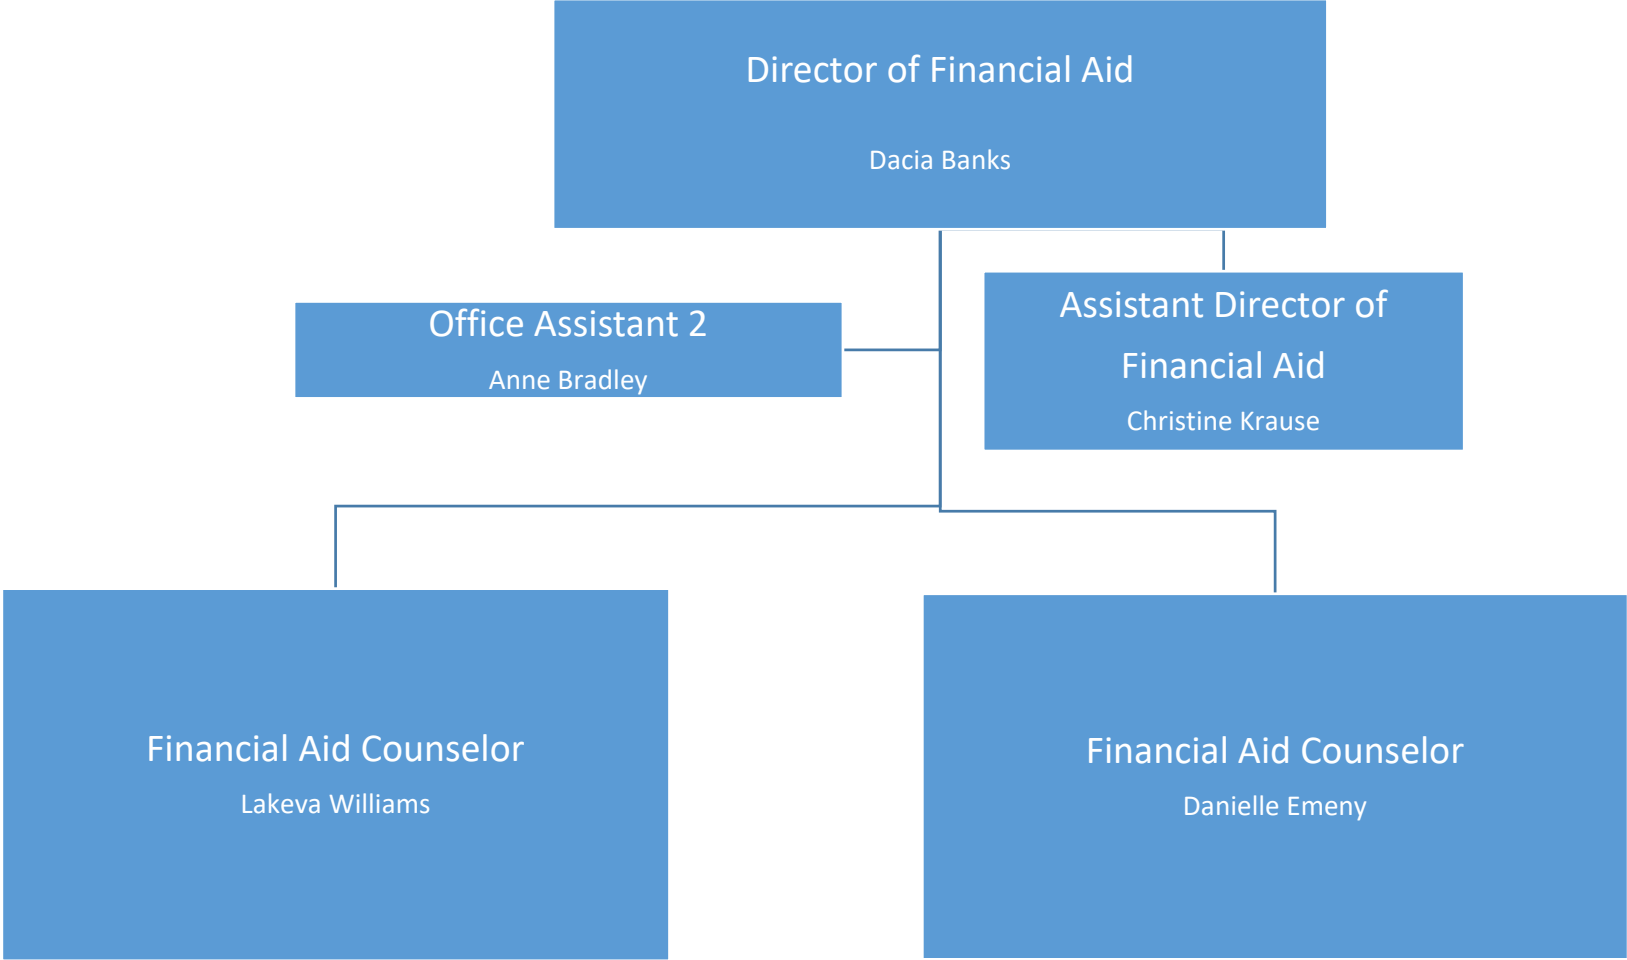 Director of Financial Aid
Dacia Banks
Office Assistant 2
Anne Bradley
Assistant Director of
Financial Aid
Christine Krause
Financial Aid Counselor
Lakeva Williams
Financial Aid Counselor
Danielle Emeny